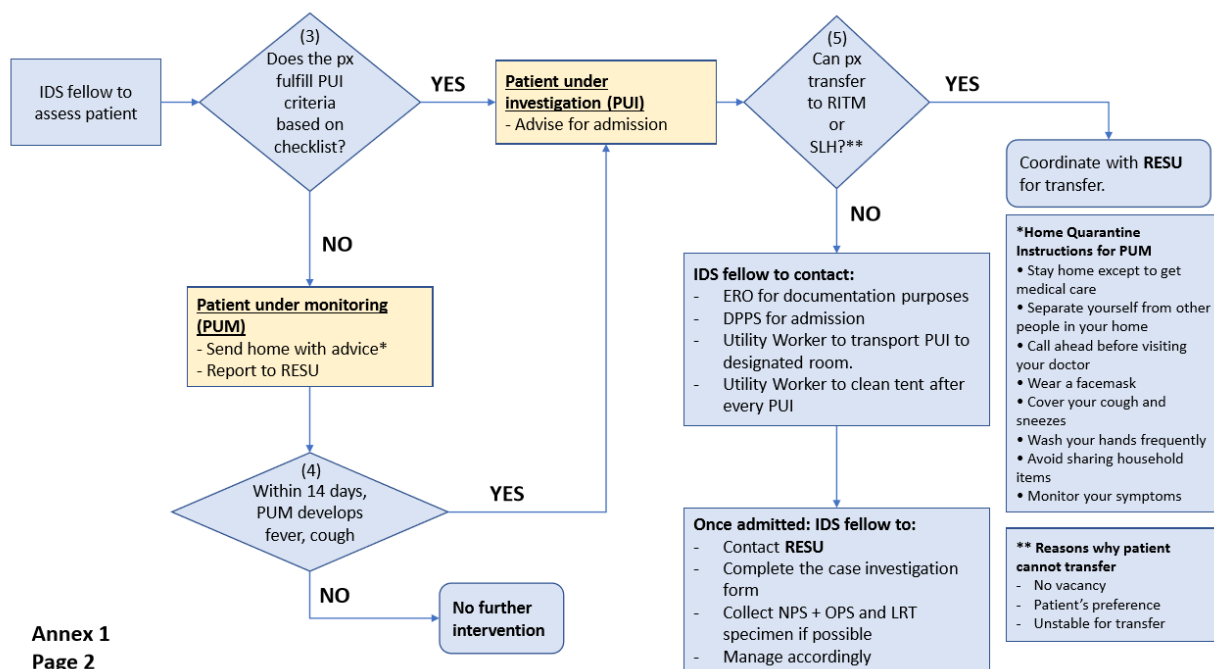 IDS fellow to
assess patient
(3)
Does the px
fulfill PUI
criteria
based on
checklist?
YES
NO
Patient under
investigation (PUI)
- Advise for admission
(5)
Can px
transfer
to RITM
or
SLH?**
YES
NO
Coordinate with RESU
for transfer.
Patient under monitoring
(PUM)
- Send home with advice*
- Report to RESU
(4)
Within 14 days,
PUM develops
fever, cough
YES
NO
No further
intervention
IDS fellow to contact:
- ERO for documentation purposes
- DPPS for admission
- Utility Worker to transport PUI to
designated room.
- Utility Worker to clean tent after
every PUI
Once admitted: IDS fellow to:
- Contact RESU
- Complete the case investigation
form
- Collect NPS + OPS and LRT
specimen if possible
- Manage accordingly
*Home Quarantine
Instructions for PUM
• Stay home except to get
medical care
• Separate yourself from other
people in your home
• Call ahead before visiting
your doctor
• Wear a facemask
• Cover your cough and
sneezes
• Wash your hands frequently
• Avoid sharing household
items
• Monitor your symptoms
** Reasons why patient
cannot transfer
- No vacancy
- Patient's preference
- Unstable for transfer
Annex 1
Page 2